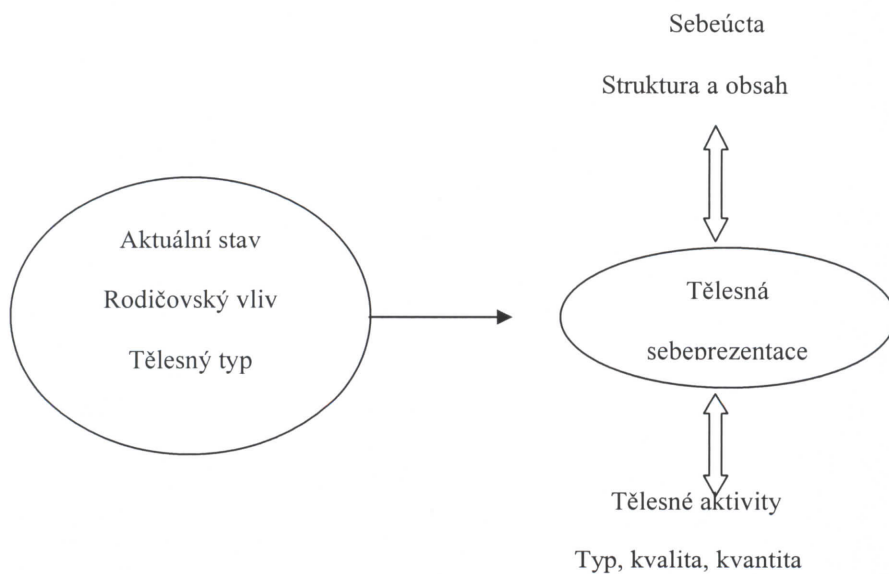 Sebeúcta
Struktura a obsah
Aktuální stav
Rodičovský vliv
Tělesný typ
Tělesná
sebeprezentace
Tělesné aktivity
Typ, kvalita, kvantita